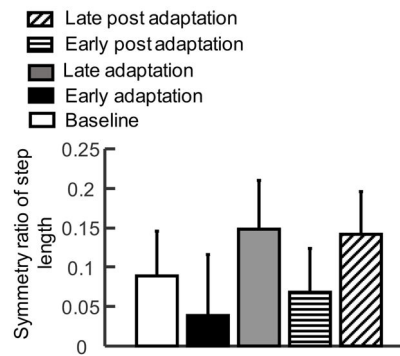 Late post adaptation
Early post adaptation
Late adaptation
Early adaptation
Baseline
Symmetry ratio of step
length
0.25
0.2
0.15
0.1
0.05
0